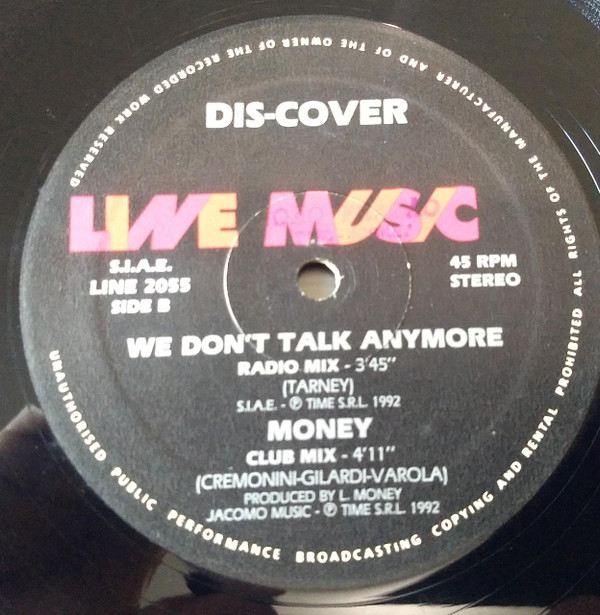 DIS-COVER
LINE MUSIC
S.I.A.E.
LINE 2055
SIDE B
45 RPM
STEREO
WE DON'T TALK ANYMORE
RADIO MIX - 3'45"
(TARNEY)
S.I.A.E. - ℗ TIME S.R.L. 1992
MONEY
CLUB MIX - 4'11"
(CREMONINI-GILARDI-VAROLA)
PRODUCED BY L. MONEY
JACOMO MUSIC - ℗ TIME S.R.L. 1992
UNAUTHORISED PUBLIC PERFORMANCE BROADCASTING COPYING AND RENTAL PROHIBITED ALL RIGHTS OF THE MANUFACTURER AND OF THE OWNER OF THE RECORDED WORK RESERVED